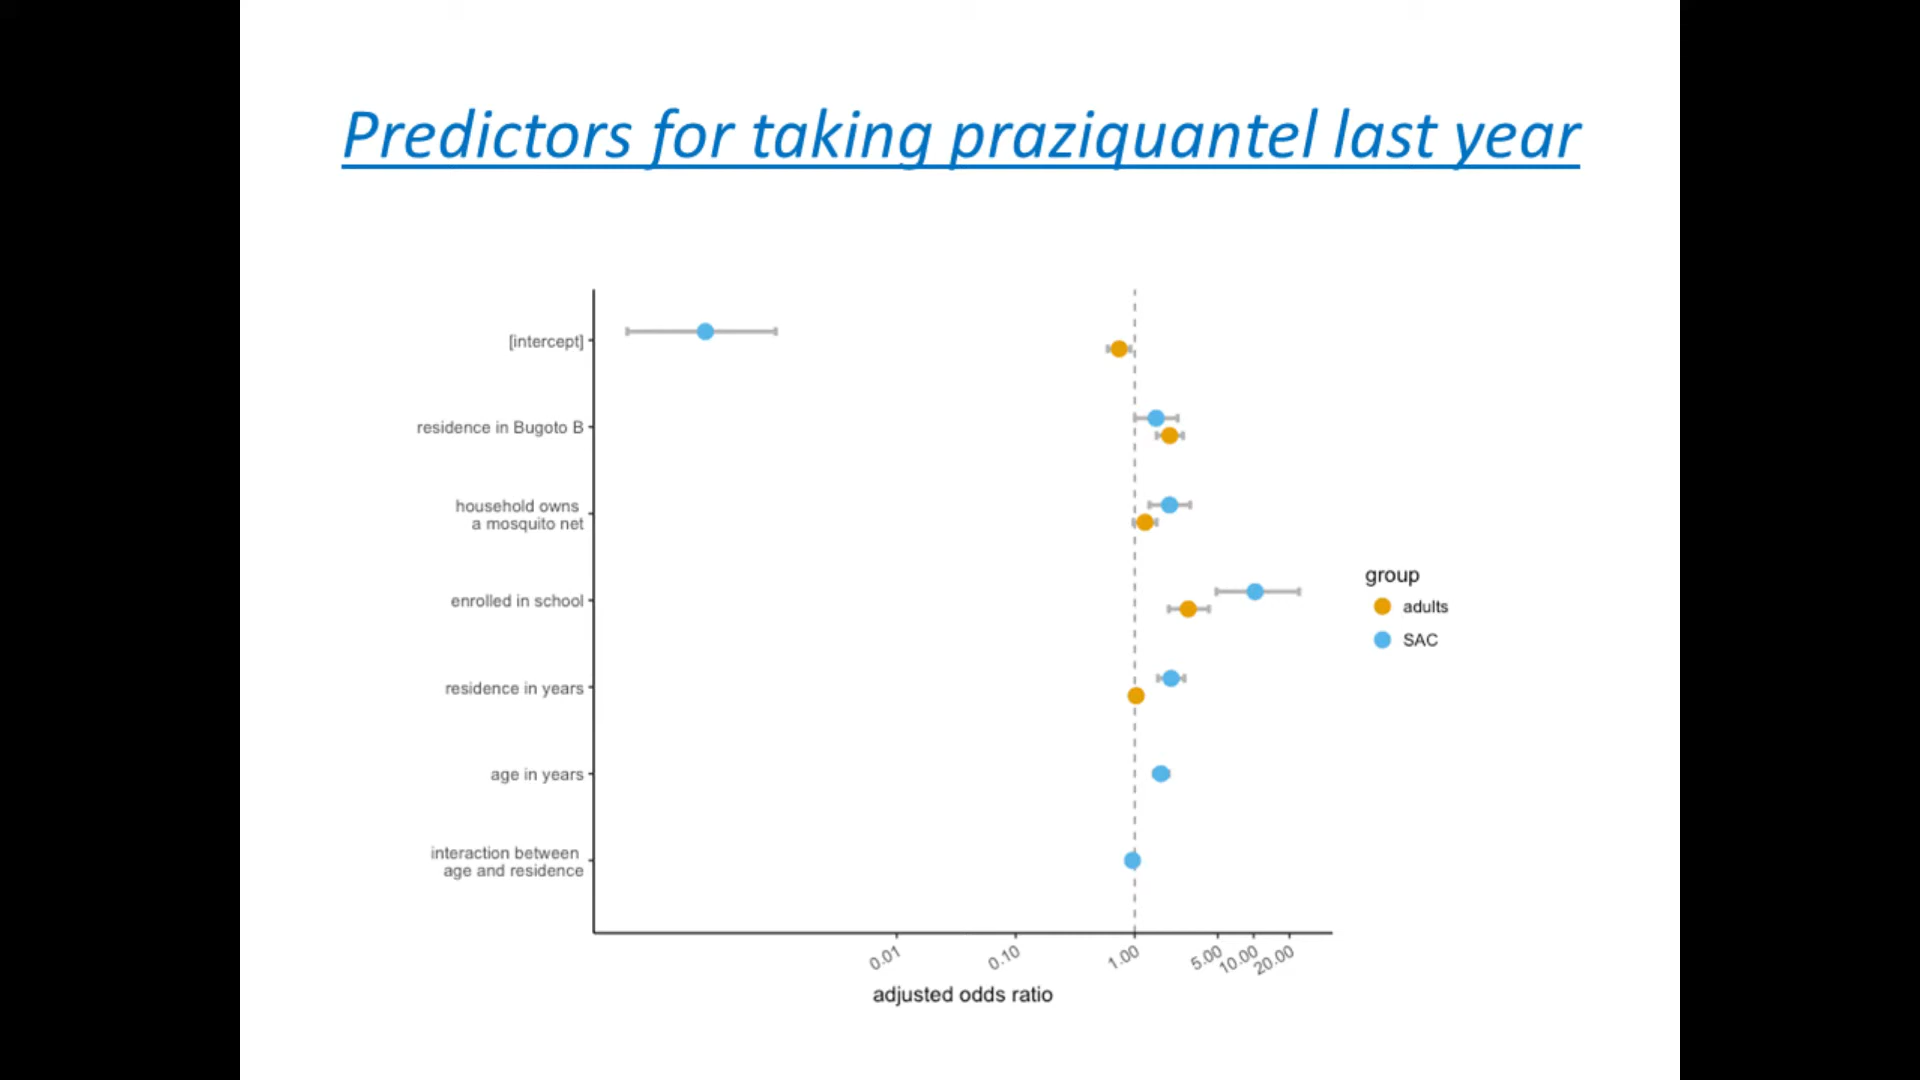 Predictors for taking praziquantel last year
[intercept]
residence in Bugoto B
household owns
a mosquito net
enrolled in school
residence in years
age in years
interaction between
age and residence
group
adults
SAC
0.01
0.10
1.00
5.00
10.00
20.00
adjusted odds ratio